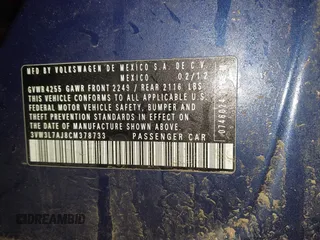 MFD BY VOLKSWAGEN DE MEXICO S.A. DE C.V.
MEXICO 02/12
GVWR 4255 GAWR FRONT 2249 / REAR 2116 LBS
THIS VEHICLE CONFORMS TO ALL APPLICABLE U.S.
FEDERAL MOTOR VEHICLE SAFETY, BUMPER AND
THEFT PREVENTION STANDARDS IN EFFECT ON THE
DATE OF MANUFACTURE SHOWN ABOVE
3VW3L7AJ8CM378733 PASSENGER CAR
DREAMBID